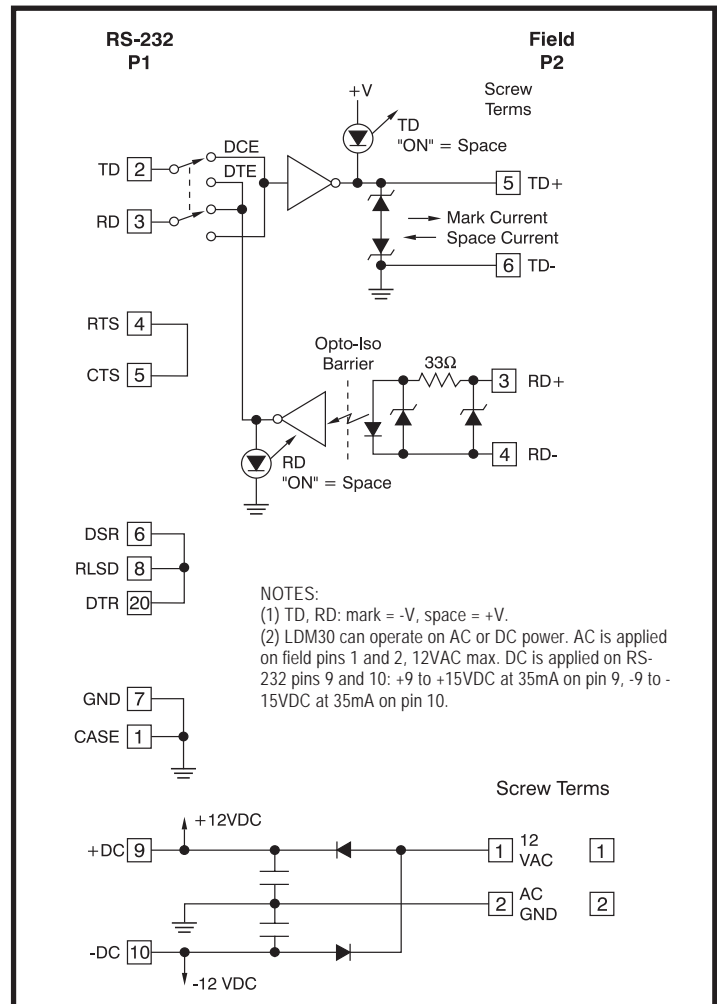 RS-232
P1
Field
P2
Screw
Terms
+V
TD
"ON" = Space
DCE
DTE
TD 2
RD 3
5 TD+
Mark Current
Space Current
6 TD-
RTS 4
CTS 5
Opto-Iso
Barrier
33Ω
3 RD+
4 RD-
RD
"ON" = Space
DSR 6
RLSD 8
DTR 20
NOTES:
(1) TD, RD: mark = -V, space = +V.
(2) LDM30 can operate on AC or DC power. AC is applied
on field pins 1 and 2, 12VAC max. DC is applied on RS-
232 pins 9 and 10: +9 to +15VDC at 35mA on pin 9, -9 to -
15VDC at 35mA on pin 10.
GND 7
CASE 1
Screw Terms
+12VDC
+DC 9
1 12
VAC
1
2 AC
GND
2
-DC 10
-12 VDC